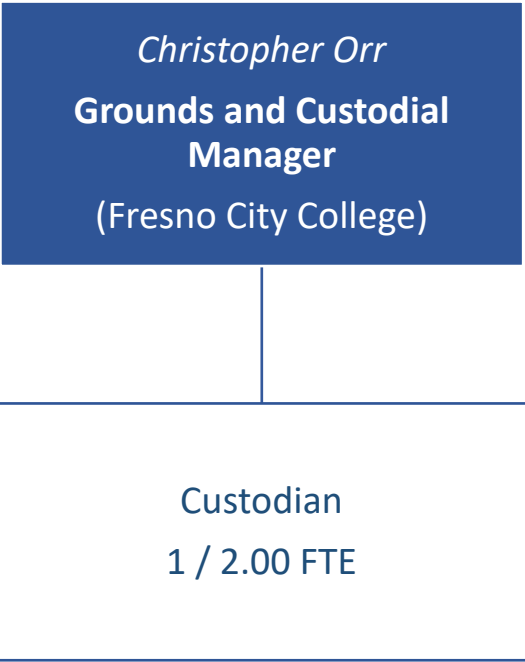 Christopher Orr
Grounds and Custodial
Manager
(Fresno City College)
Custodian
1 / 2.00 FTE